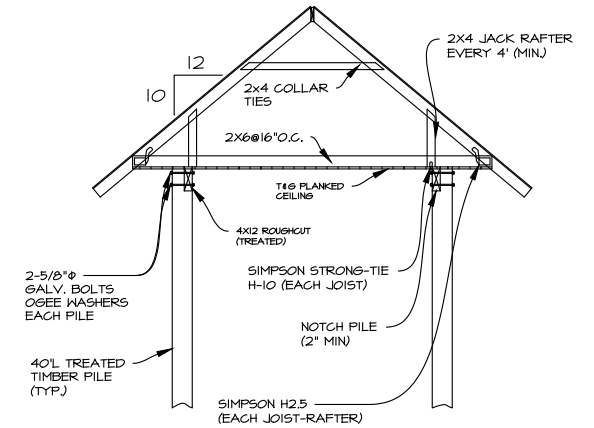 2X4 JACK RAFTER
EVERY 4' (MIN.)
12
10
2x4 COLLAR
TIES
2X6@16"O.C.
T&G PLANKED
CEILING
4X12 ROUGHCUT
(TREATED)
SIMPSON STRONG-TIE
H-10 (EACH JOIST)
2-5/8"Φ
GALV. BOLTS
OGEE WASHERS
EACH PILE
NOTCH PILE
(2" MIN)
40'L TREATED
TIMBER PILE
(TYP.)
SIMPSON H2.5
(EACH JOIST-RAFTER)